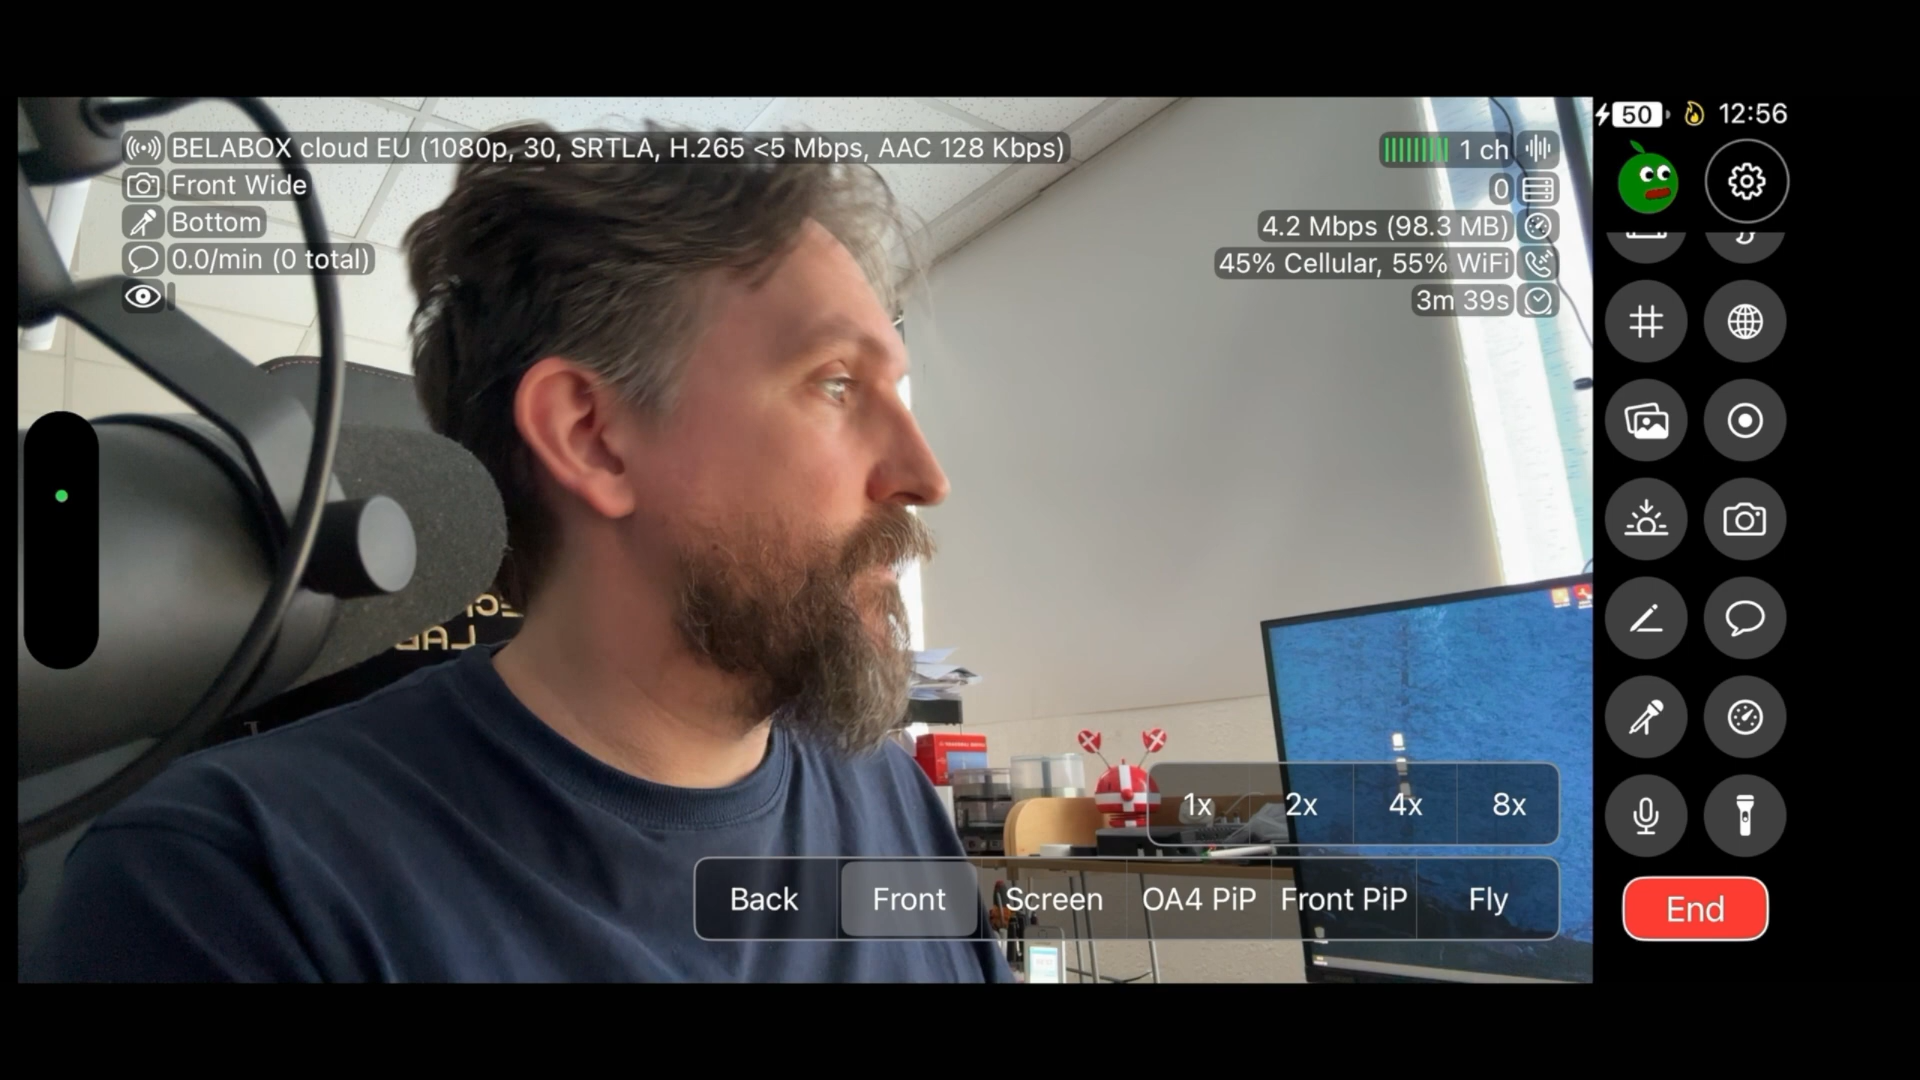 BELABOX cloud EU (1080p, 30, SRTLA, H.265 <5 Mbps, AAC 128 Kbps)
Front Wide
Bottom
0.0/min (0 total)
1 ch
0
4.2 Mbps (98.3 MB)
45% Cellular, 55% WiFi
3m 39s
50
12:56
LAB
1x 2x 4x 8x
Back Front Screen OA4 PiP Front PiP Fly
End